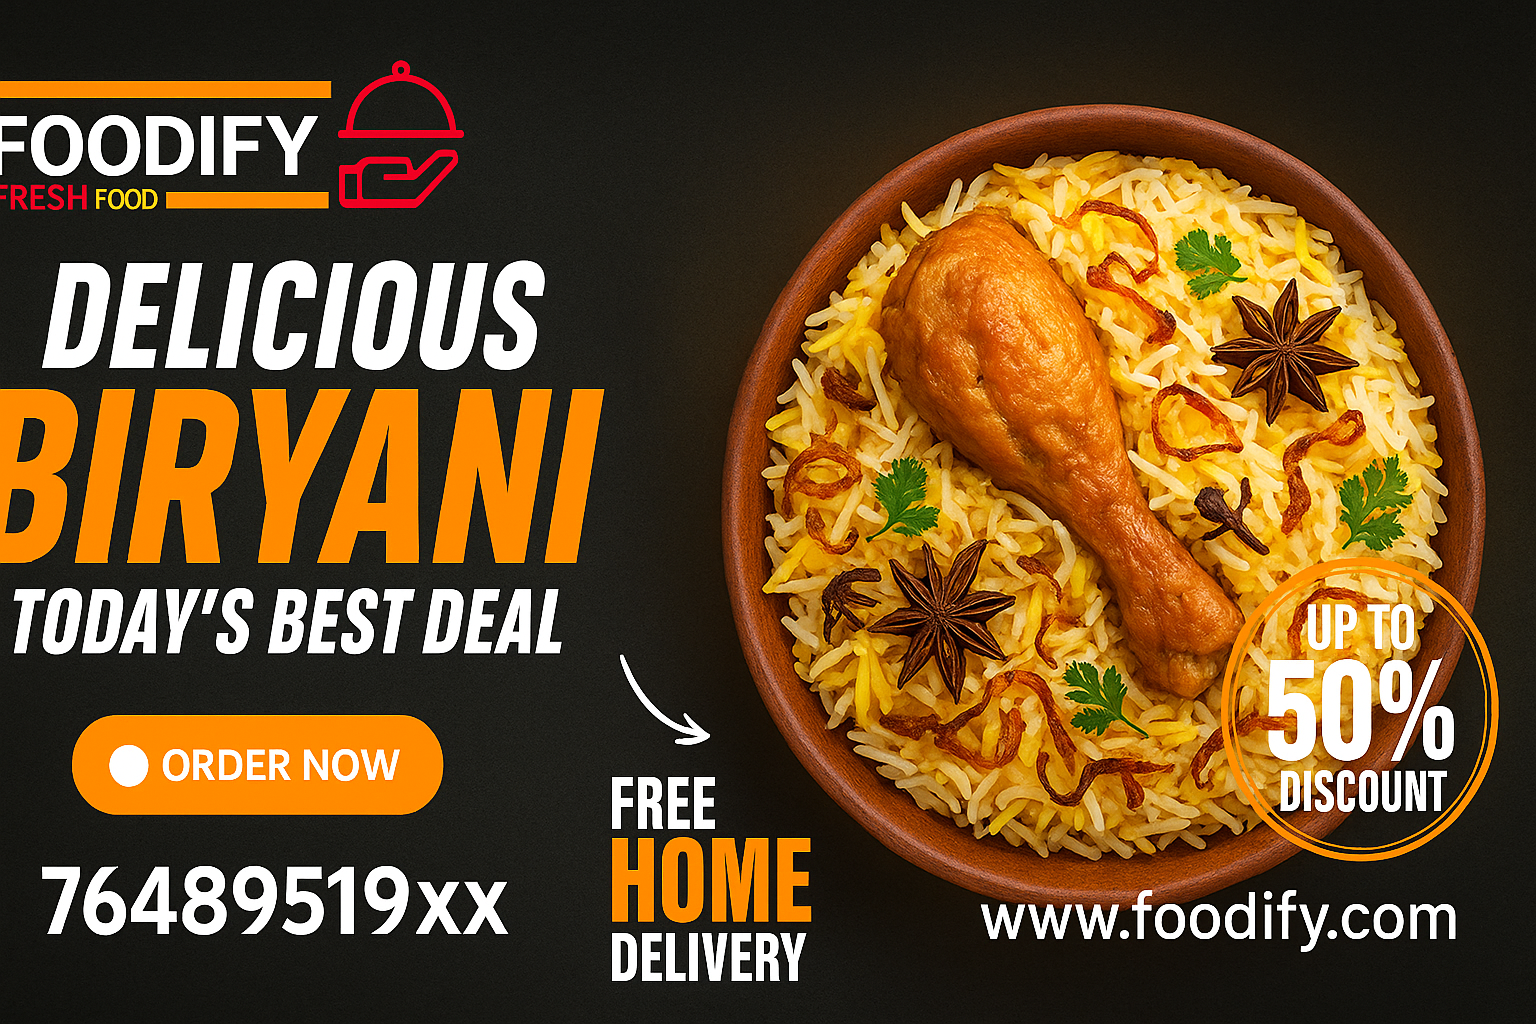 FOODIFY
FRESH FOOD
DELICIOUS
BIRYANI
TODAY'S BEST DEAL
ORDER NOW
76489519xx
FREE
HOME
DELIVERY
UP TO
50%
DISCOUNT
www.foodify.com